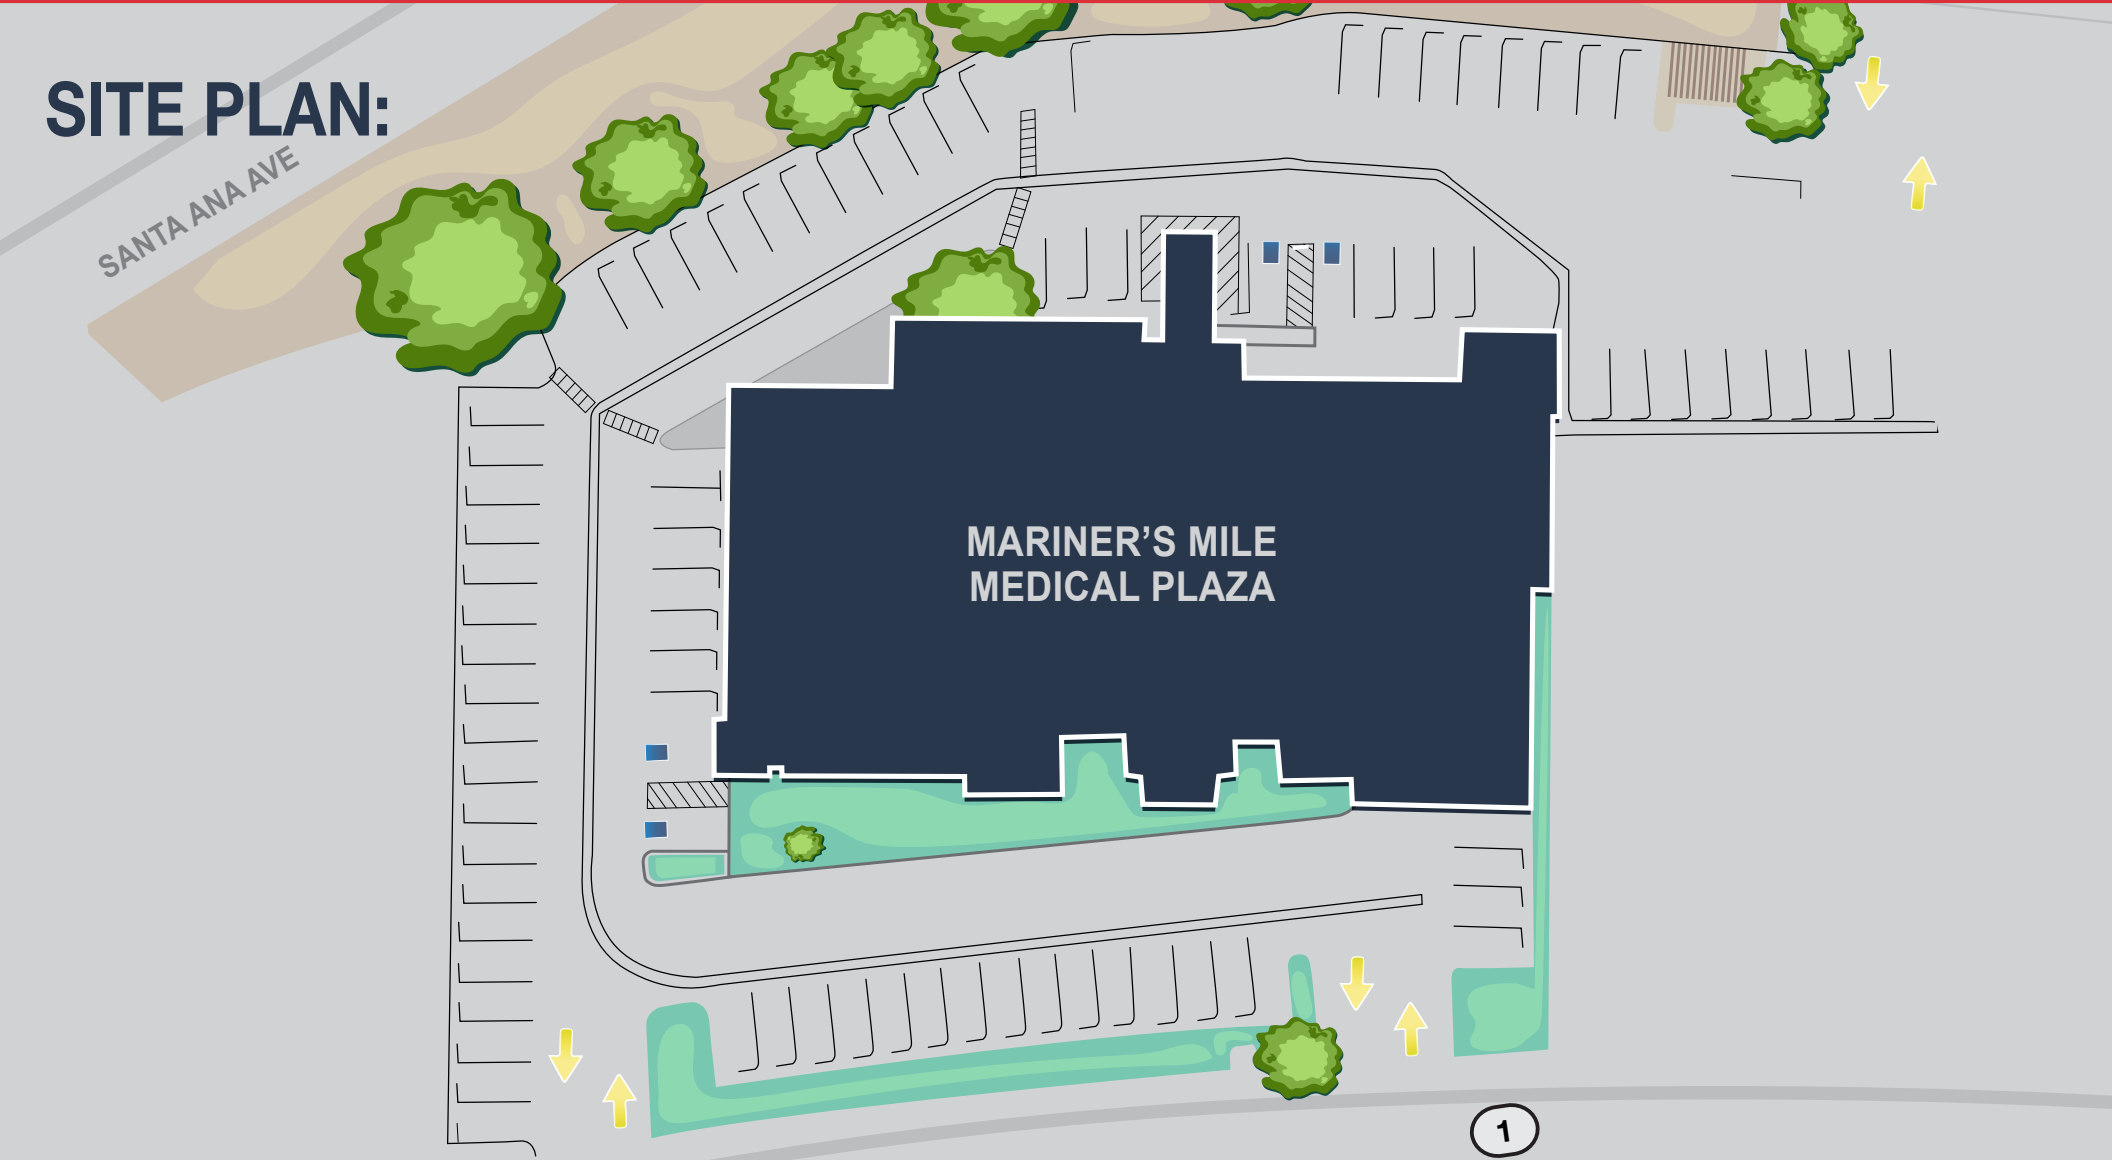 SITE PLAN:
SANTA ANA AVE
MARINER’S MILE
MEDICAL PLAZA
1